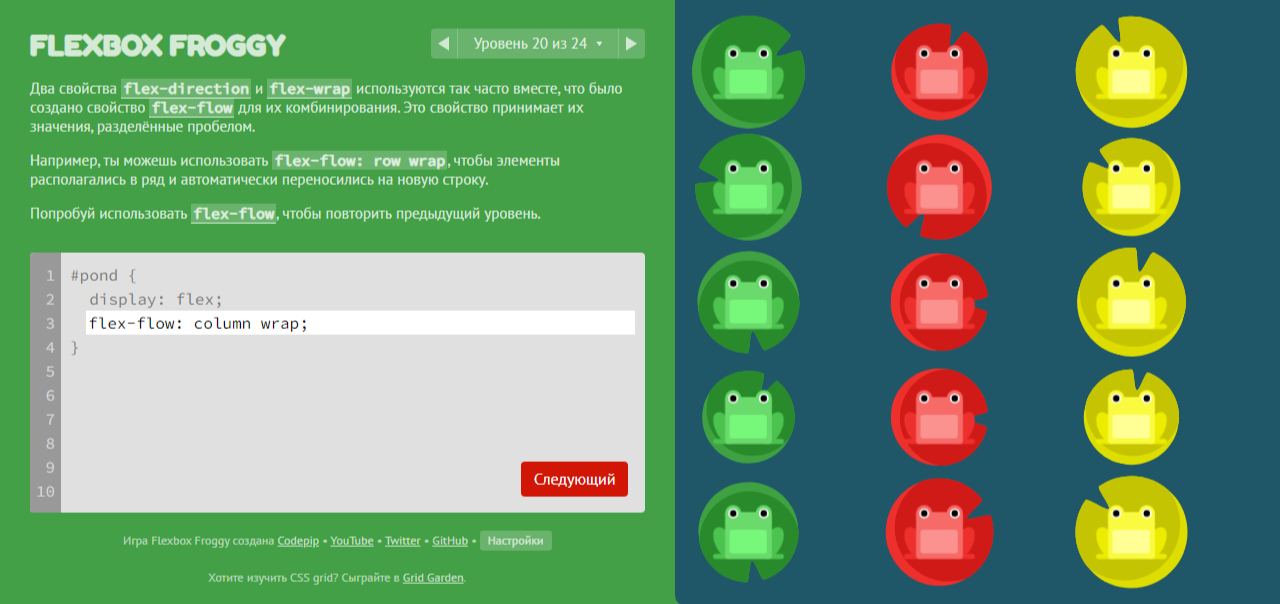 FLEXBOX FROGGY
Уровень 20 из 24
Два свойства flex-direction и flex-wrap используются так часто вместе, что было
создано свойство flex-flow для их комбинирования. Это свойство принимает их
значения, разделённые пробелом.
Например, ты можешь использовать flex-flow: row wrap, чтобы элементы
располагались в ряд и автоматически переносились на новую строку.
Попробуй использовать flex-flow, чтобы повторить предыдущий уровень.
1 #pond {
2 display: flex;
3 flex-flow: column wrap;
4 }
5
6
7
8
9
10
Следующий
Игра Flexbox Froggy создана Codepip • YouTube • Twitter • GitHub • Настройки
Хотите изучить CSS grid? Сыграйте в Grid Garden.